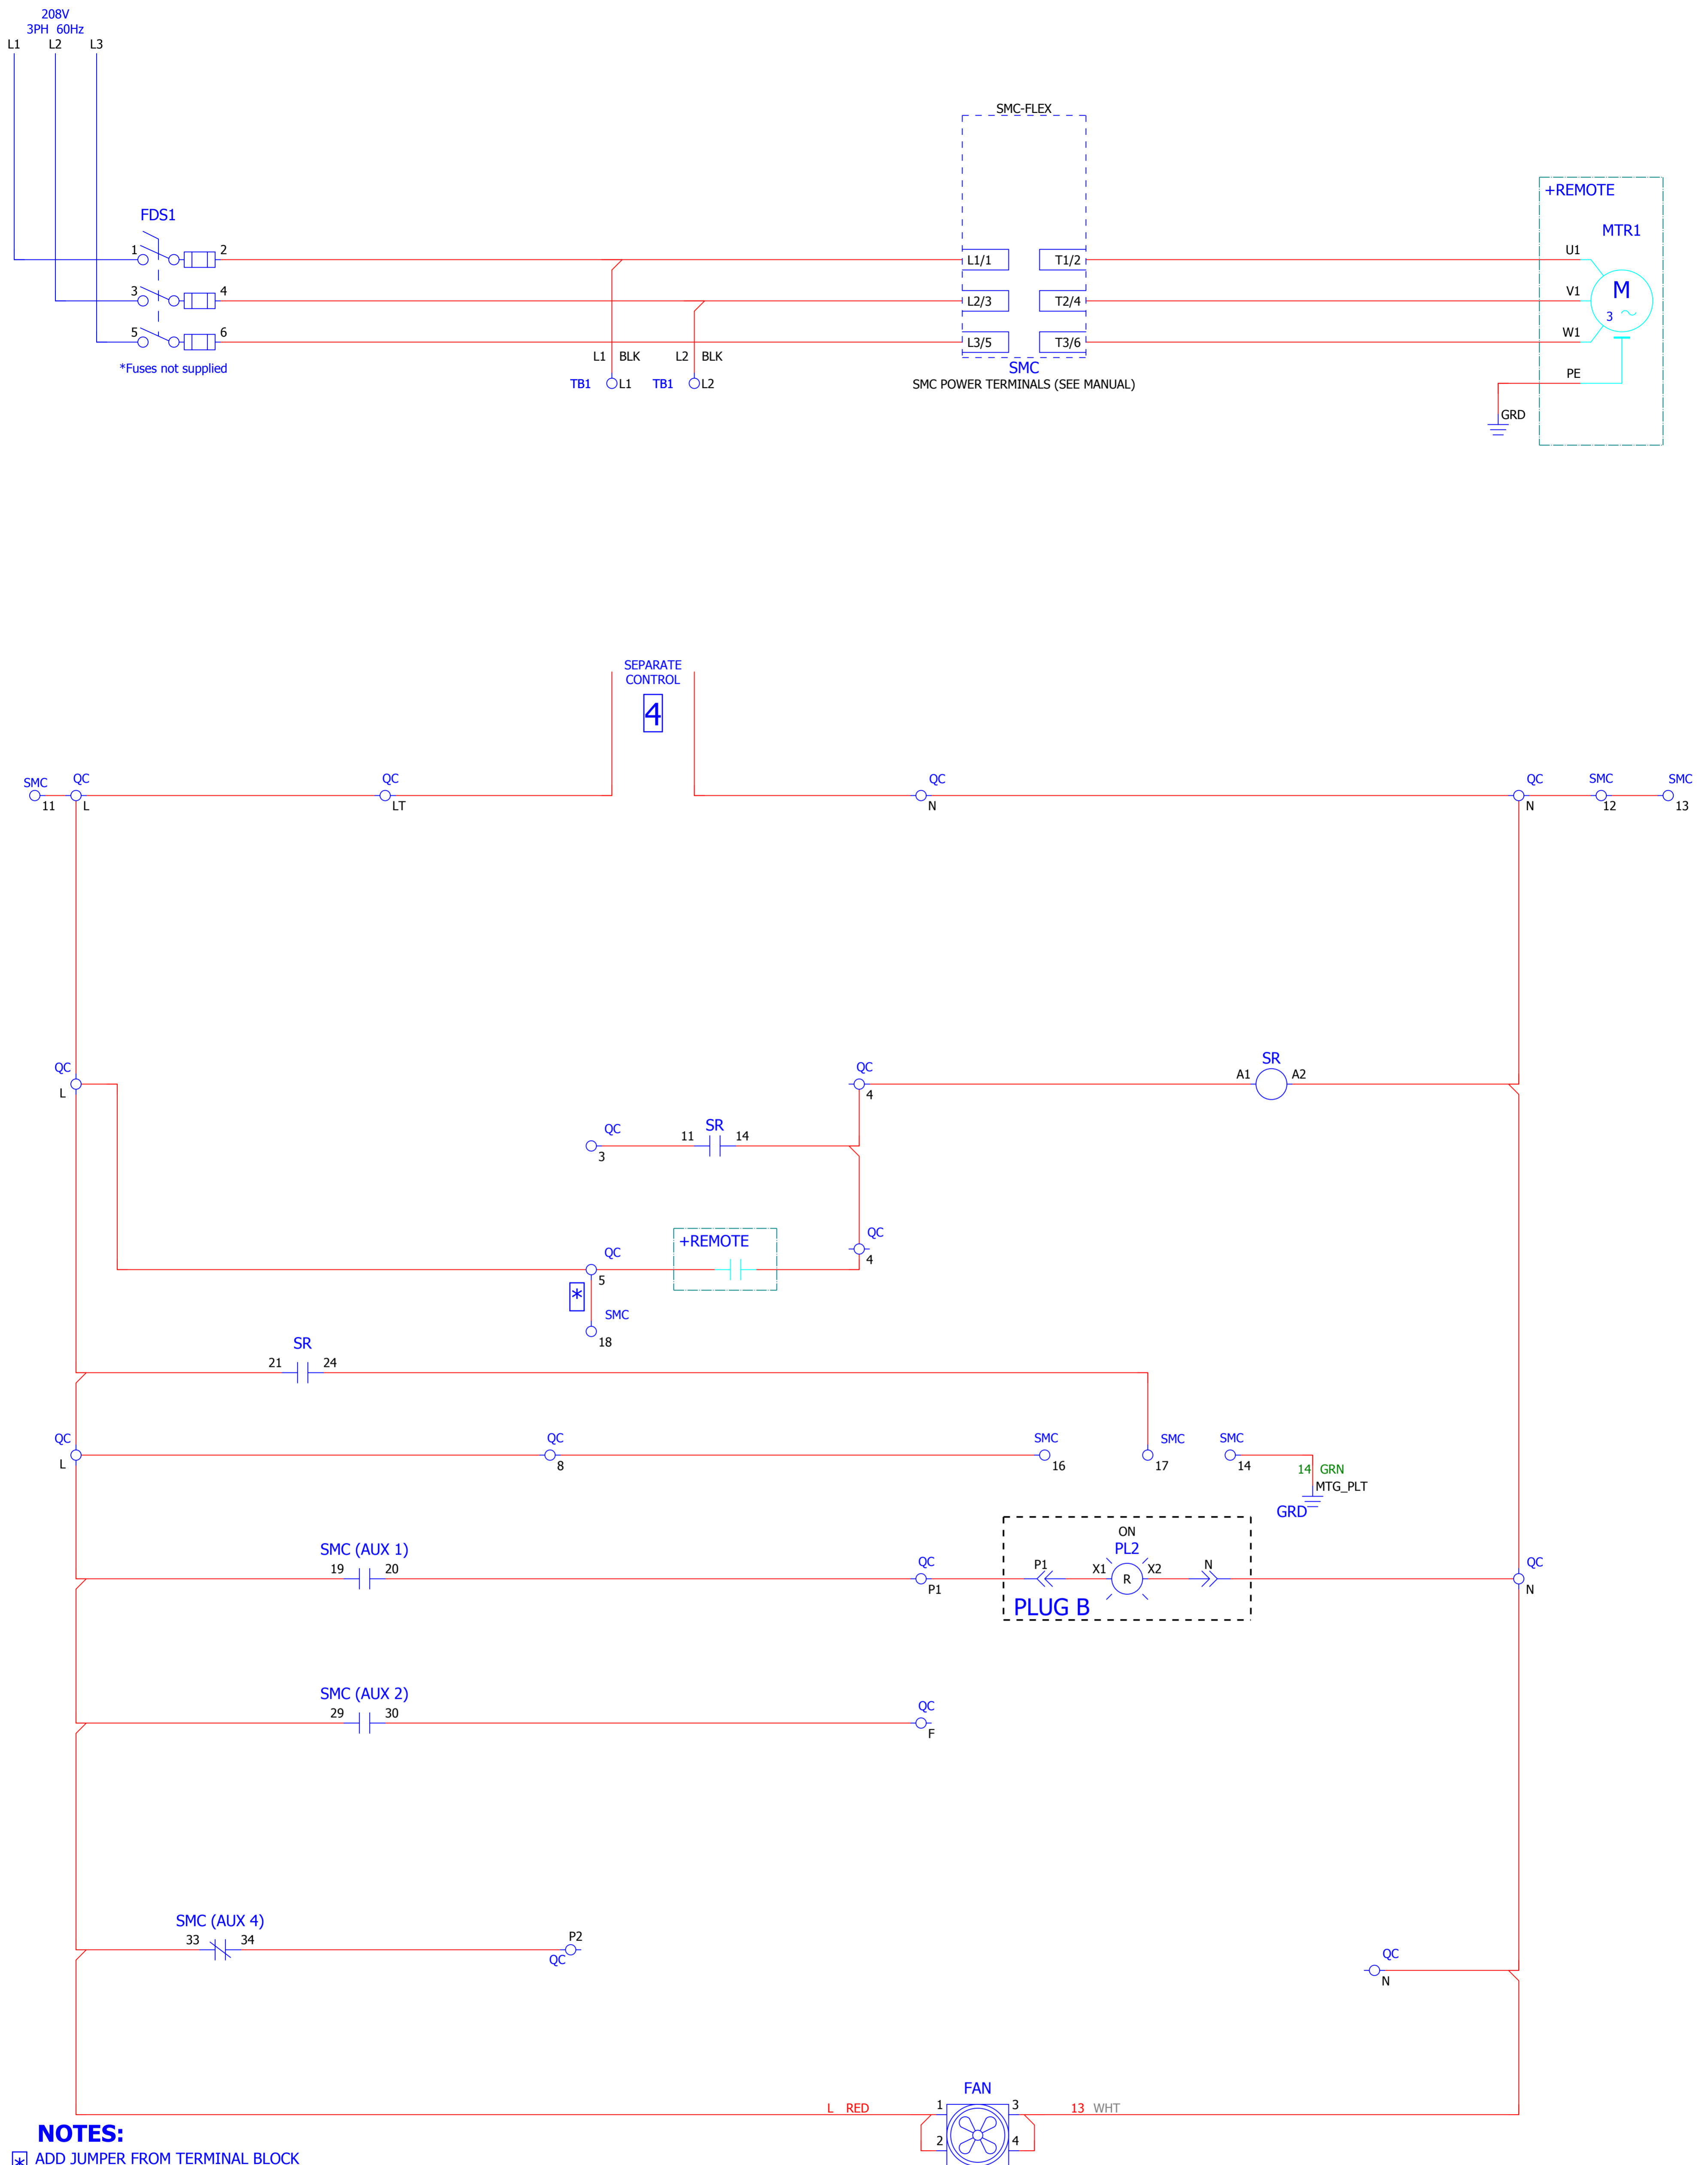 208V
3PH 60Hz
L1 L2 L3
SMC-FLEX
+REMOTE
FDS1
MTR1
1 2
L1/1 T1/2
U1
3 4
L2/3 T2/4
V1
M
3
5 6
L3/5 T3/6
W1
L1 BLK L2 BLK
*Fuses not supplied
SMC
PE
TB1 L1 TB1 L2
SMC POWER TERMINALS (SEE MANUAL)
GRD
SEPARATE
CONTROL
4
SMC QC QC QC QC SMC SMC
11 L LT N N 12 13
QC QC SR
A1 A2
L 4
QC SR
11 14
3
QC
+REMOTE
4
QC
5
*
SMC
18
SR
21 24
QC QC SMC SMC SMC
L 8 16 17 14
14 GRN
MTG_PLT
GRD
ON
SMC (AUX 1) PL2
19 20 QC P1 X1 R X2 N QC
P1 N
PLUG B
SMC (AUX 2)
29 30 QC
F
SMC (AUX 4)
33 34 P2
QC
QC
N
FAN
L RED 1 3 13 WHT
2 4
NOTES:
* ADD JUMPER FROM TERMINAL BLOCK